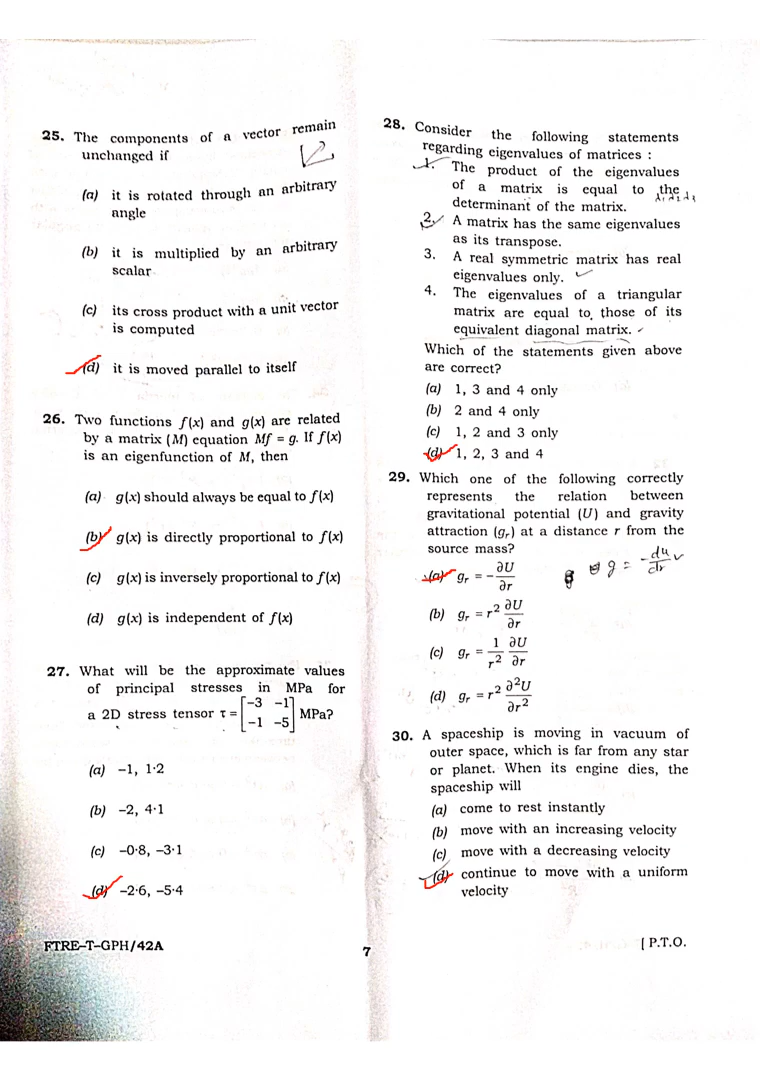 25. The components of a vector remain
unchanged if
(a) it is rotated through an arbitrary
angle
(b) it is multiplied by an arbitrary
scalar
(c) its cross product with a unit vector
is computed
(d) it is moved parallel to itself
26. Two functions f(x) and g(x) are related
by a matrix (M) equation Mf = g. If f(x)
is an eigenfunction of M, then
(a) g(x) should always be equal to f(x)
(b) g(x) is directly proportional to f(x)
(c) g(x) is inversely proportional to f(x)
(d) g(x) is independent of f(x)
27. What will be the approximate values
of principal stresses in MPa for
a 2D stress tensor τ = [−3 −1; −1 −5] MPa?
(a) −1, 1·2
(b) −2, 4·1
(c) −0·8, −3·1
(d) −2·6, −5·4
FTRE–T–GPH/42A
28. Consider the following statements
regarding eigenvalues of matrices :
1. The product of the eigenvalues
of a matrix is equal to the
determinant of the matrix.
λ₁ λ₂ λ₃
2. A matrix has the same eigenvalues
as its transpose.
3. A real symmetric matrix has real
eigenvalues only.
4. The eigenvalues of a triangular
matrix are equal to those of its
equivalent diagonal matrix.
Which of the statements given above
are correct?
(a) 1, 3 and 4 only
(b) 2 and 4 only
(c) 1, 2 and 3 only
(d) 1, 2, 3 and 4
29. Which one of the following correctly
represents the relation between
gravitational potential (U) and gravity
attraction (gᵣ) at a distance r from the
source mass?
(a) gᵣ = −∂U/∂r
g = −du/dr
(b) gᵣ = r² ∂U/∂r
(c) gᵣ = 1/r² ∂U/∂r
(d) gᵣ = r² ∂²U/∂r²
30. A spaceship is moving in vacuum of
outer space, which is far from any star
or planet. When its engine dies, the
spaceship will
(a) come to rest instantly
(b) move with an increasing velocity
(c) move with a decreasing velocity
(d) continue to move with a uniform
velocity
7
[ P.T.O.